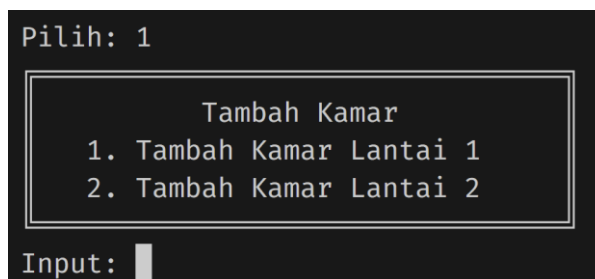 Pilih: 1
Tambah Kamar
1. Tambah Kamar Lantai 1
2. Tambah Kamar Lantai 2
Input: